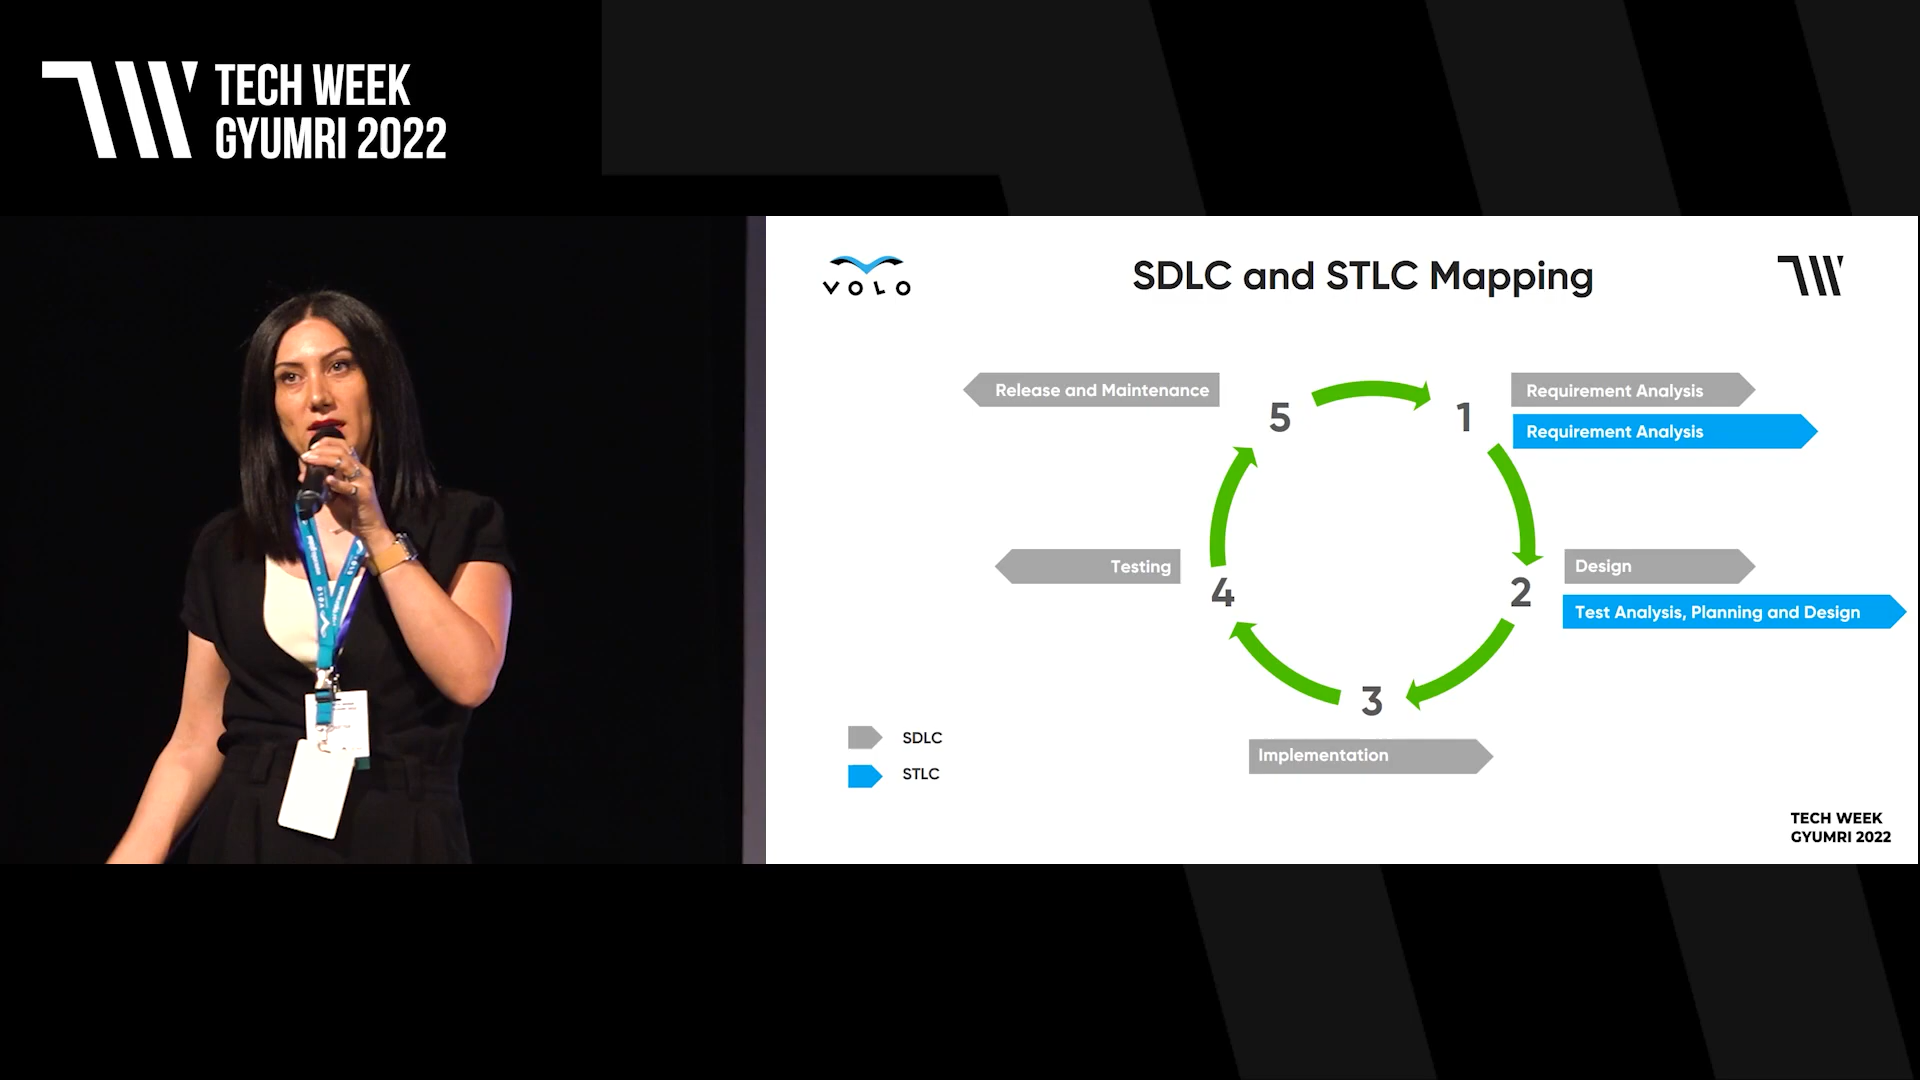 TECH WEEK
GYUMRI 2022
VOLO
SDLC and STLC Mapping
Release and Maintenance
5
1
Requirement Analysis
Requirement Analysis
Testing
4
2
Design
Test Analysis, Planning and Design
3
Implementation
SDLC
STLC
TECH WEEK
GYUMRI 2022